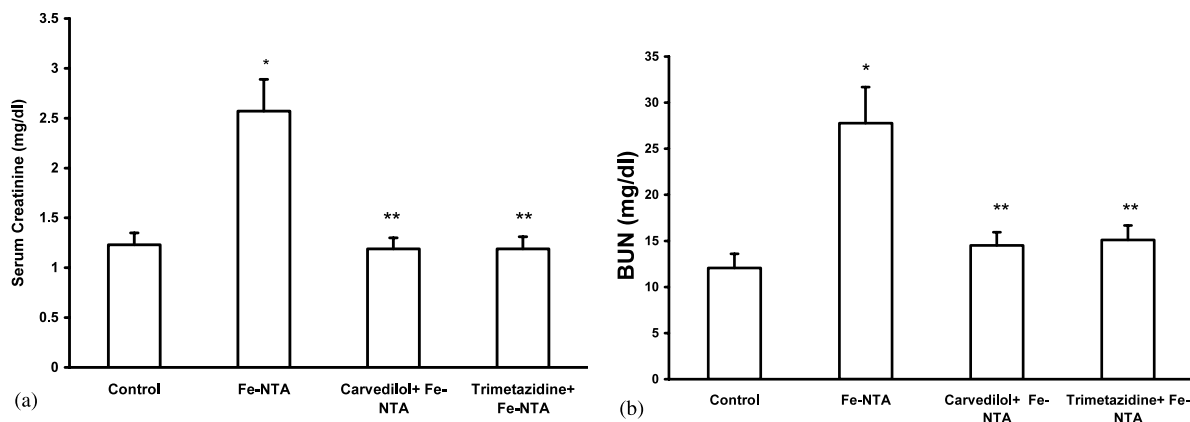 Serum Creatinine (mg/dl)
3.5
3
2.5
2
1.5
1
0.5
0
*
**
**
Control
Fe-NTA
Carvedilol+ Fe-
NTA
Trimetazidine+
Fe-NTA
(a)
BUN (mg/dl)
35
30
25
20
15
10
5
0
*
**
**
Control
Fe-NTA
Carvedilol+ Fe-
NTA
Trimetazidine+ Fe-
NTA
(b)